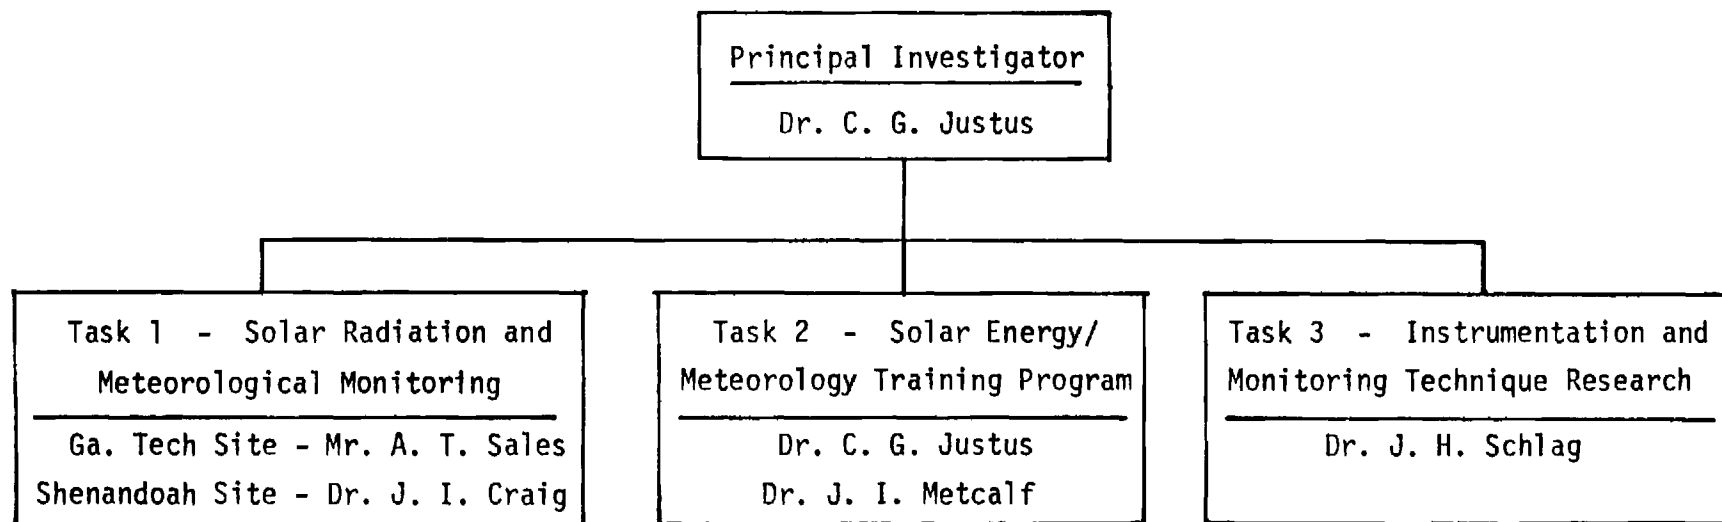 Principal Investigator
Dr. C. G. Justus
Task 1 - Solar Radiation and
Meteorological Monitoring
Ga. Tech Site - Mr. A. T. Sales
Shenandoah Site - Dr. J. I. Craig
Task 2 - Solar Energy/
Meteorology Training Program
Dr. C. G. Justus
Dr. J. I. Metcalf
Task 3 - Instrumentation and
Monitoring Technique Research
Dr. J. H. Schlag